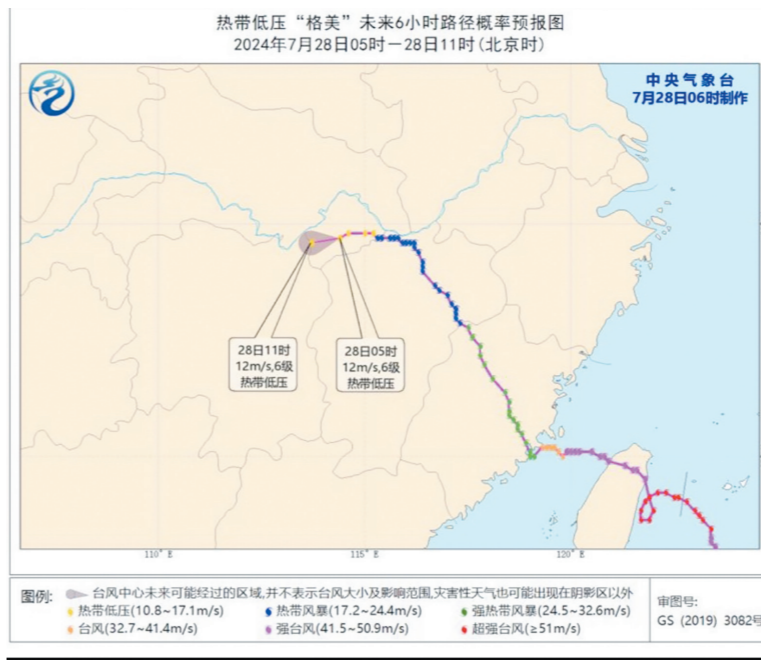 热带低压“格美”未来6小时路径概率预报图
2024年7月28日05时－28日11时(北京时)
中央气象台
7月28日06时制作
28日11时
12m/s,6级
热带低压
28日05时
12m/s,6级
热带低压
110° E
115° E
120° E
图例:
台风中心未来可能经过的区域,并不表示台风大小及影响范围,灾害性天气也可能出现在阴影区以外
热带低压(10.8~17.1m/s)
热带风暴(17.2~24.4m/s)
强热带风暴(24.5~32.6m/s)
台风(32.7~41.4m/s)
强台风(41.5~50.9m/s)
超强台风(≥51m/s)
审图号:
GS (2019) 3082号